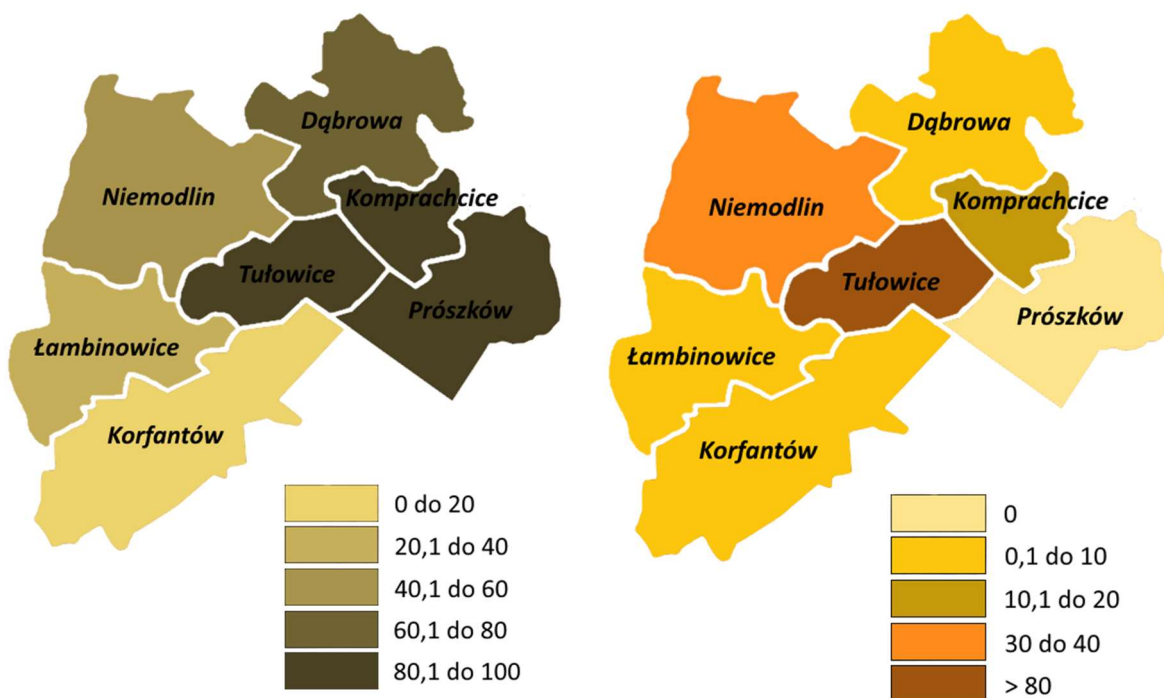 Dąbrowa
Niemodlin
Komprachcice
Tułowice
Prószków
Łambinowice
Korfantów
0 do 20
20,1 do 40
40,1 do 60
60,1 do 80
80,1 do 100
Dąbrowa
Niemodlin
Komprachcice
Tułowice
Prószków
Łambinowice
Korfantów
0
0,1 do 10
10,1 do 20
30 do 40
> 80